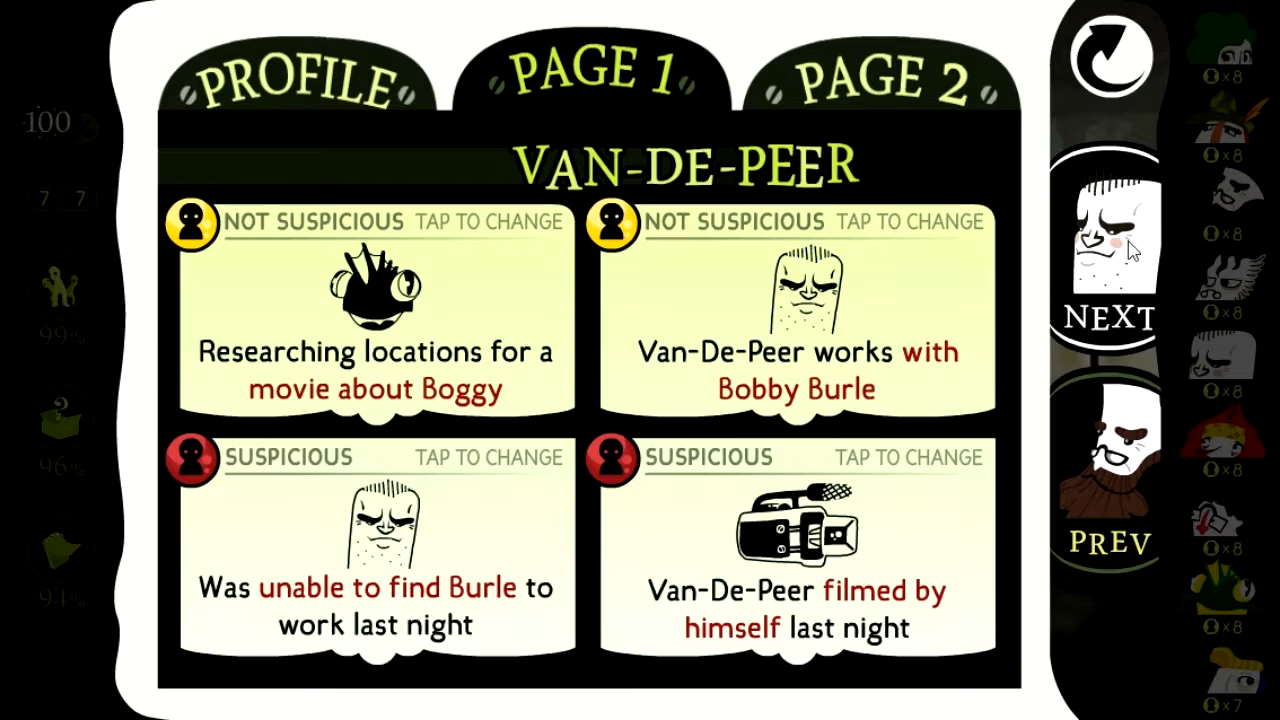 PROFILE
PAGE 1
PAGE 2
VAN-DE-PEER
NOT SUSPICIOUS TAP TO CHANGE
Researching locations for a
movie about Boggy
NOT SUSPICIOUS TAP TO CHANGE
Van-De-Peer works with
Bobby Burle
SUSPICIOUS TAP TO CHANGE
Was unable to find Burle to
work last night
SUSPICIOUS TAP TO CHANGE
Van-De-Peer filmed by
himself last night
NEXT
PREV
100
7 7
99%
96%
94%
x8
x8
x8
x8
x8
x8
x8
x8
x7